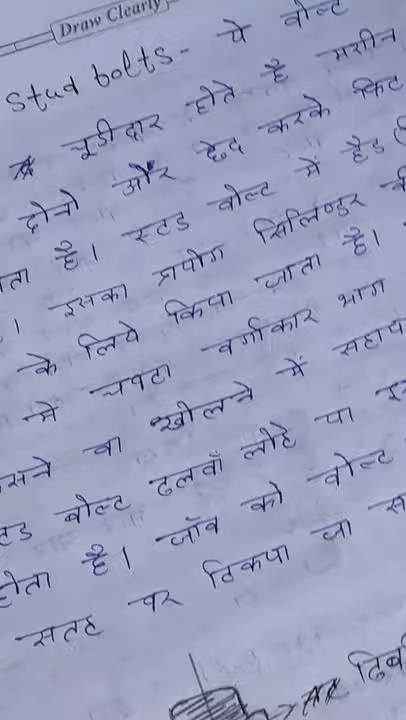 Draw Clearly
Stud bolts - ये बोल्ट
चूडीदार होते है मशीन
दोनो और छेद करके फिट
ता है। स्टड बोल्ट में हैड
। इसका प्रयोग सिलिण्डर
के लिये किया जाता है।
में चपटा वर्गाकार भाग
सने वा खोलने में सहाय
टड बोल्ट ढलवाँ लोहे या इस
होता है। जॉब को बोल्ट
सतह पर टिकया जा स